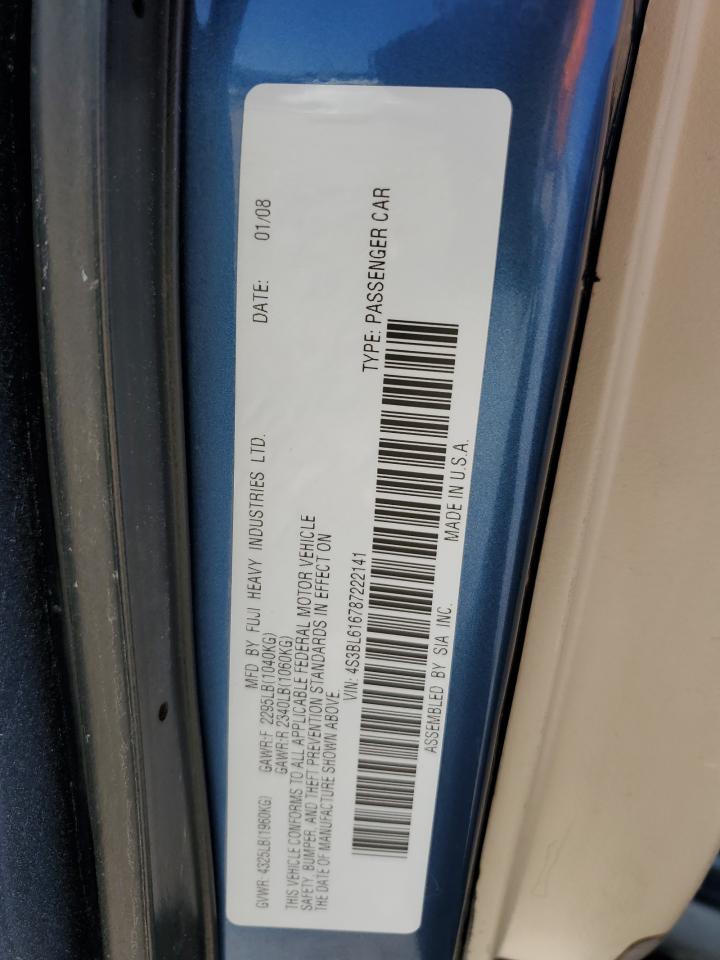 MFD BY FUJI HEAVY INDUSTRIES LTD. DATE: 01/08
GVWR: 4325LB(1960KG) GAWR:F 2295LB(1040KG)
GAWR:R 2340LB(1060KG)
THIS VEHICLE CONFORMS TO ALL APPLICABLE FEDERAL MOTOR VEHICLE
SAFETY, BUMPER, AND THEFT PREVENTION STANDARDS IN EFFECT ON
THE DATE OF MANUFACTURE SHOWN ABOVE.
VIN: 4S3BL616787222141 TYPE: PASSENGER CAR
ASSEMBLED BY SIA INC. MADE IN U.S.A.